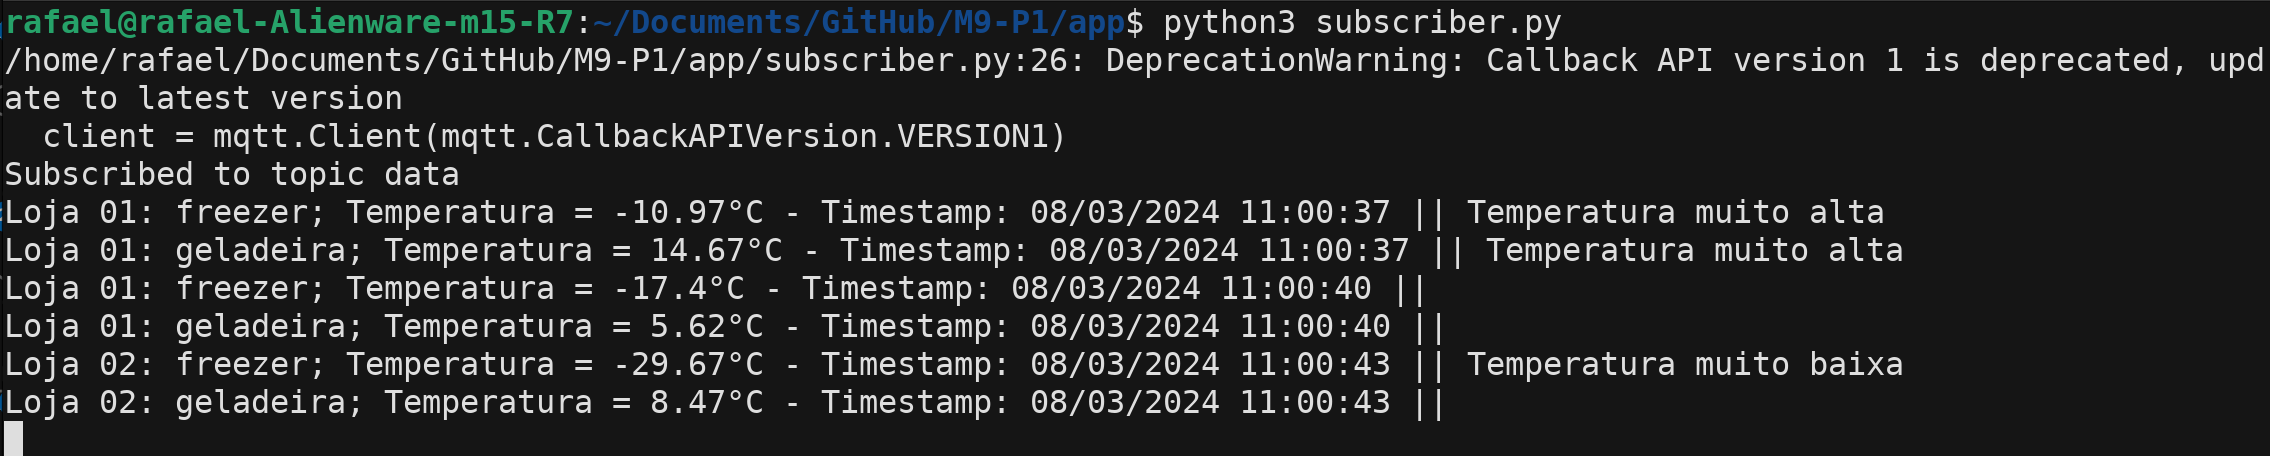 rafael@rafael-Alienware-m15-R7:~/Documents/GitHub/M9-P1/app$ python3 subscriber.py
/home/rafael/Documents/GitHub/M9-P1/app/subscriber.py:26: DeprecationWarning: Callback API version 1 is deprecated, upd
ate to latest version
  client = mqtt.Client(mqtt.CallbackAPIVersion.VERSION1)
Subscribed to topic data
Loja 01: freezer; Temperatura = -10.97°C - Timestamp: 08/03/2024 11:00:37 || Temperatura muito alta
Loja 01: geladeira; Temperatura = 14.67°C - Timestamp: 08/03/2024 11:00:37 || Temperatura muito alta
Loja 01: freezer; Temperatura = -17.4°C - Timestamp: 08/03/2024 11:00:40 ||
Loja 01: geladeira; Temperatura = 5.62°C - Timestamp: 08/03/2024 11:00:40 ||
Loja 02: freezer; Temperatura = -29.67°C - Timestamp: 08/03/2024 11:00:43 || Temperatura muito baixa
Loja 02: geladeira; Temperatura = 8.47°C - Timestamp: 08/03/2024 11:00:43 ||